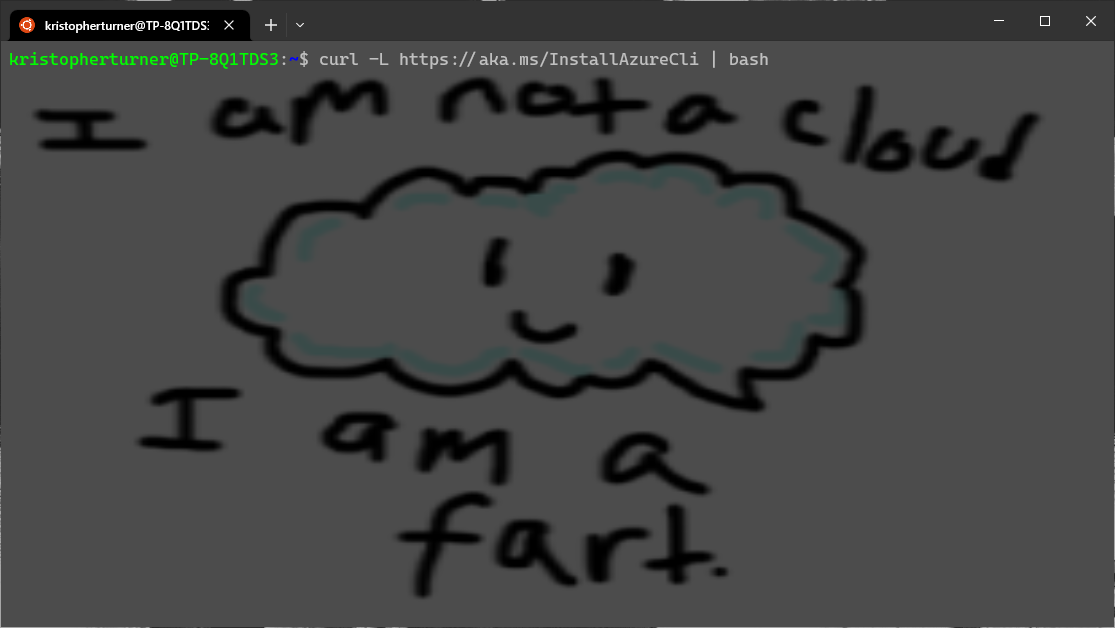 kristopherturner@TP-8Q1TDS:
kristopherturner@TP-8Q1TDS3:~$ curl -L https://aka.ms/InstallAzureCli | bash
I am not a cloud
I am a
fart.